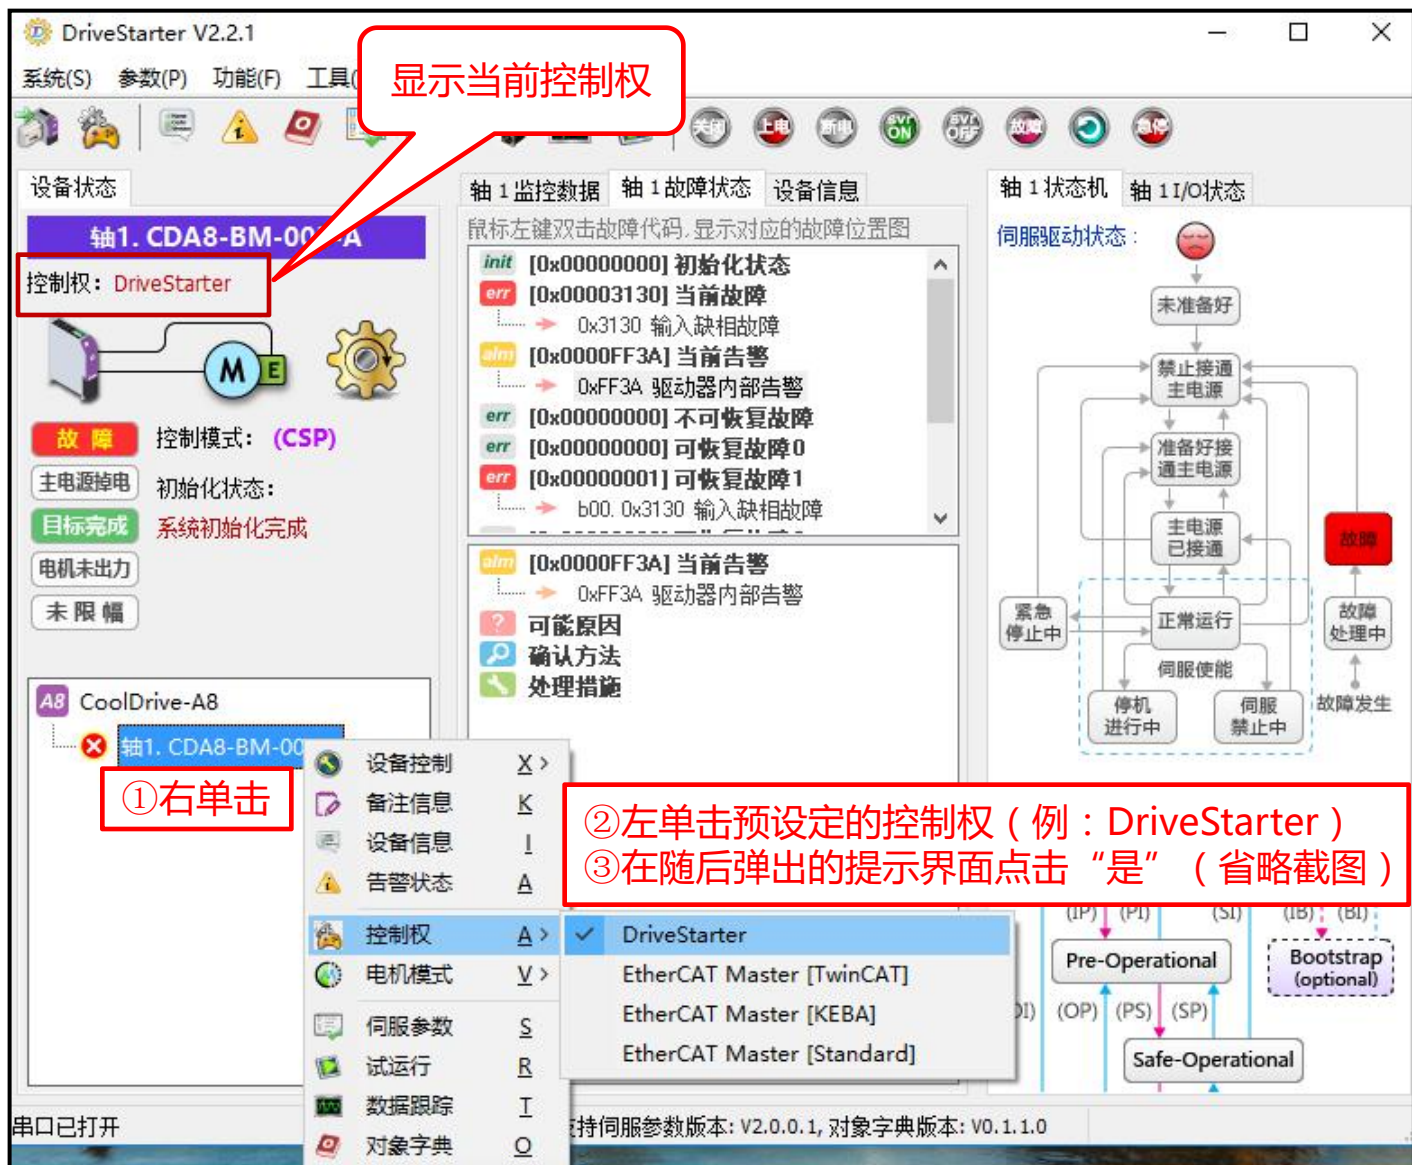 DriveStarter V2.2.1
系统(S) 参数(P) 功能(F) 工具(
显示当前控制权
关闭 上电 断电 svr ON svr OFF 故障 急停
设备状态
轴1. CDA8-BM-00 -A
控制权： DriveStarter
M E
故 障
控制模式： (CSP)
主电源掉电
初始化状态：
目标完成
系统初始化完成
电机未出力
未 限 幅
A8 CoolDrive-A8
轴1. CDA8-BM-00
①右单击
轴 1 监控数据 轴 1 故障状态 设备信息
鼠标左键双击故障代码,显示对应的故障位置图
init [0x00000000] 初始化状态
err [0x00003130] 当前故障
0x3130 输入缺相故障
alm [0x0000FF3A] 当前告警
0xFF3A 驱动器内部告警
err [0x00000000] 不可恢复故障
err [0x00000000] 可恢复故障0
err [0x00000001] 可恢复故障1
b00. 0x3130 输入缺相故障
alm [0x0000FF3A] 当前告警
0xFF3A 驱动器内部告警
? 可能原因
确认方法
处理措施
轴 1 状态机 轴 1 I/O状态
伺服驱动状态：
未准备好
禁止接通
主电源
准备好接
通主电源
主电源
已接通
故障
紧急
停止中
正常运行
故障
处理中
伺服使能
停机
进行中
伺服
禁止中
故障发生
设备控制 X >
备注信息 K
设备信息 I
告警状态 A
控制权 A >
电机模式 V >
伺服参数 S
试运行 R
数据跟踪 T
对象字典 O
②左单击预设定的控制权（例：DriveStarter）
③在随后弹出的提示界面点击“是”（省略截图）
DriveStarter
EtherCAT Master [TwinCAT]
EtherCAT Master [KEBA]
EtherCAT Master [Standard]
(IP) (PI) (SI) (IB) (BI)
Pre-Operational
Bootstrap
(optional)
(OP) (PS) (SP)
Safe-Operational
串口已打开
持伺服参数版本: V2.0.0.1, 对象字典版本: V0.1.1.0